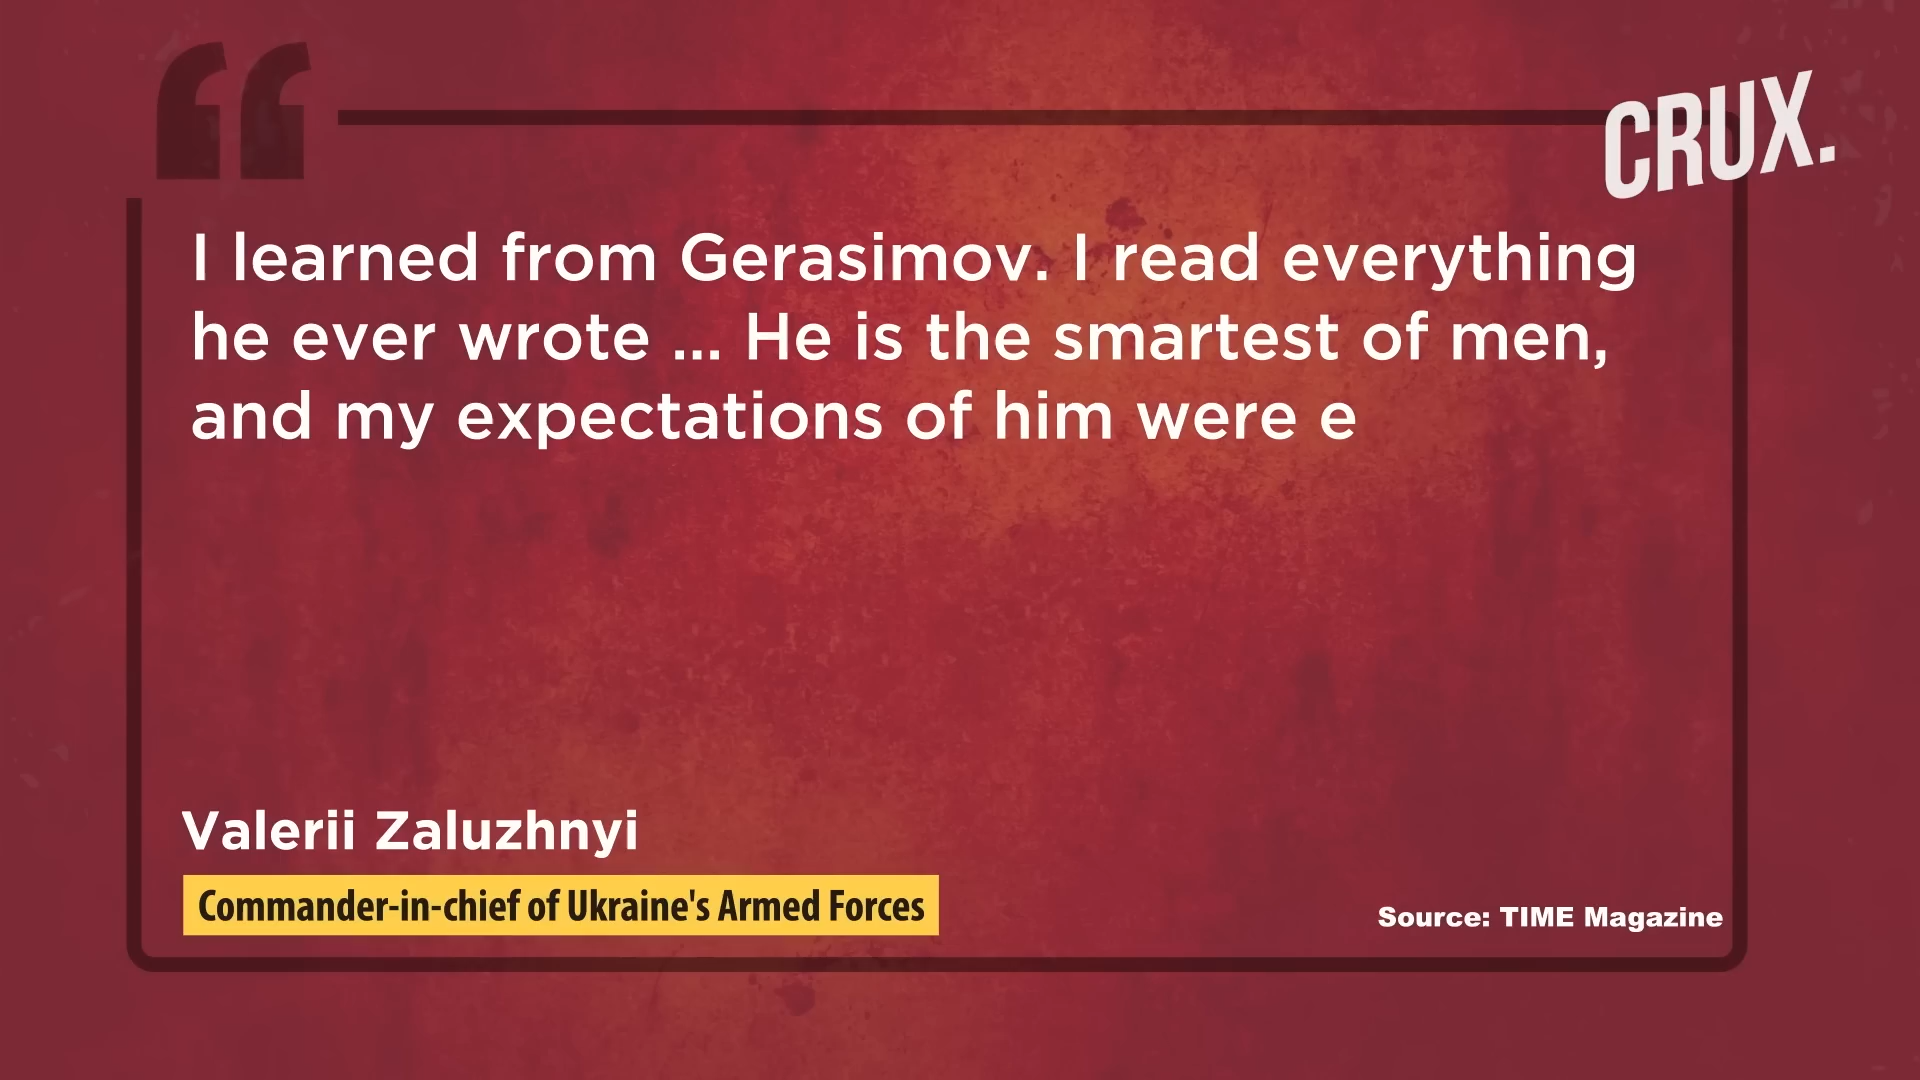 CRUX.
I learned from Gerasimov. I read everything
he ever wrote ... He is the smartest of men,
and my expectations of him were e
Valerii Zaluzhnyi
Commander-in-chief of Ukraine's Armed Forces
Source: TIME Magazine